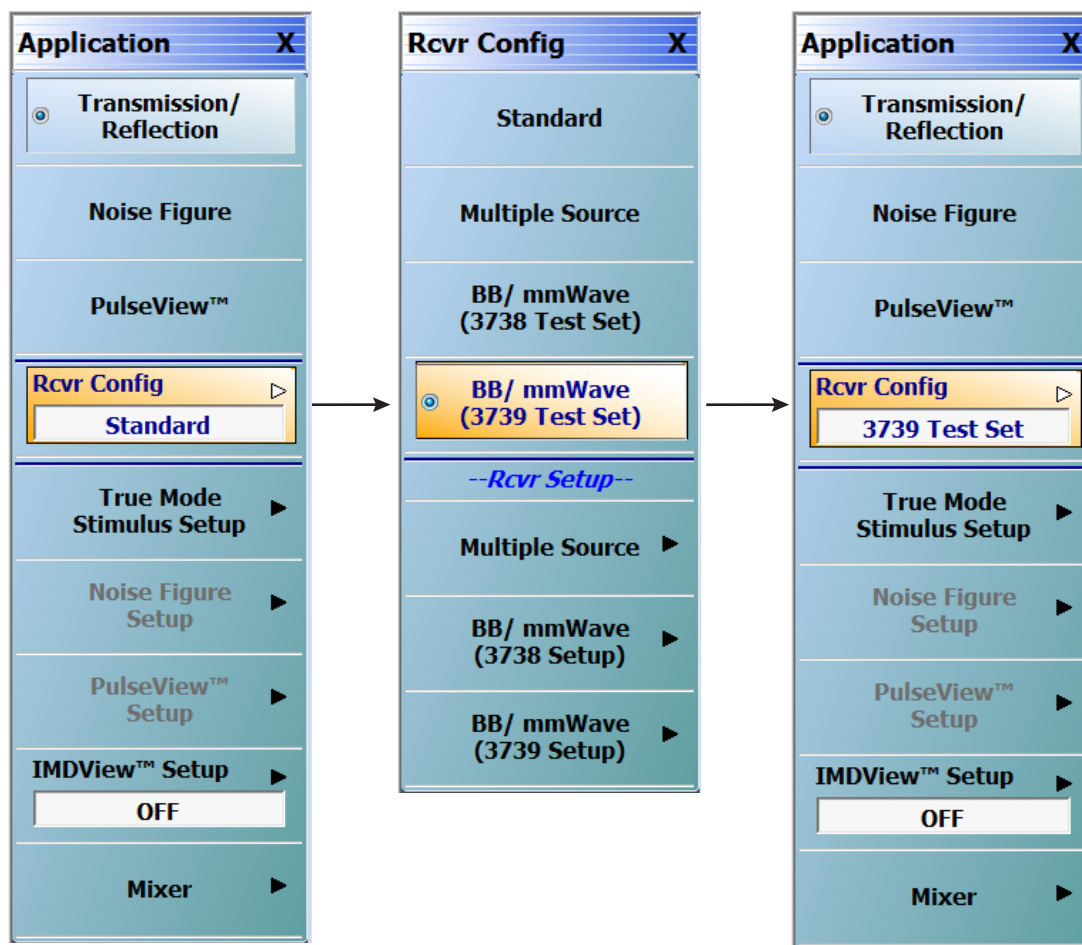 Application X
Transmission/
Reflection
Noise Figure
PulseView™
Rcvr Config
Standard
True Mode
Stimulus Setup
Noise Figure
Setup
PulseView™
Setup
IMDView™ Setup
OFF
Mixer
Rcvr Config X
Standard
Multiple Source
BB/ mmWave
(3738 Test Set)
BB/ mmWave
(3739 Test Set)
--Rcvr Setup--
Multiple Source
BB/ mmWave
(3738 Setup)
BB/ mmWave
(3739 Setup)
Application X
Transmission/
Reflection
Noise Figure
PulseView™
Rcvr Config
3739 Test Set
True Mode
Stimulus Setup
Noise Figure
Setup
PulseView™
Setup
IMDView™ Setup
OFF
Mixer